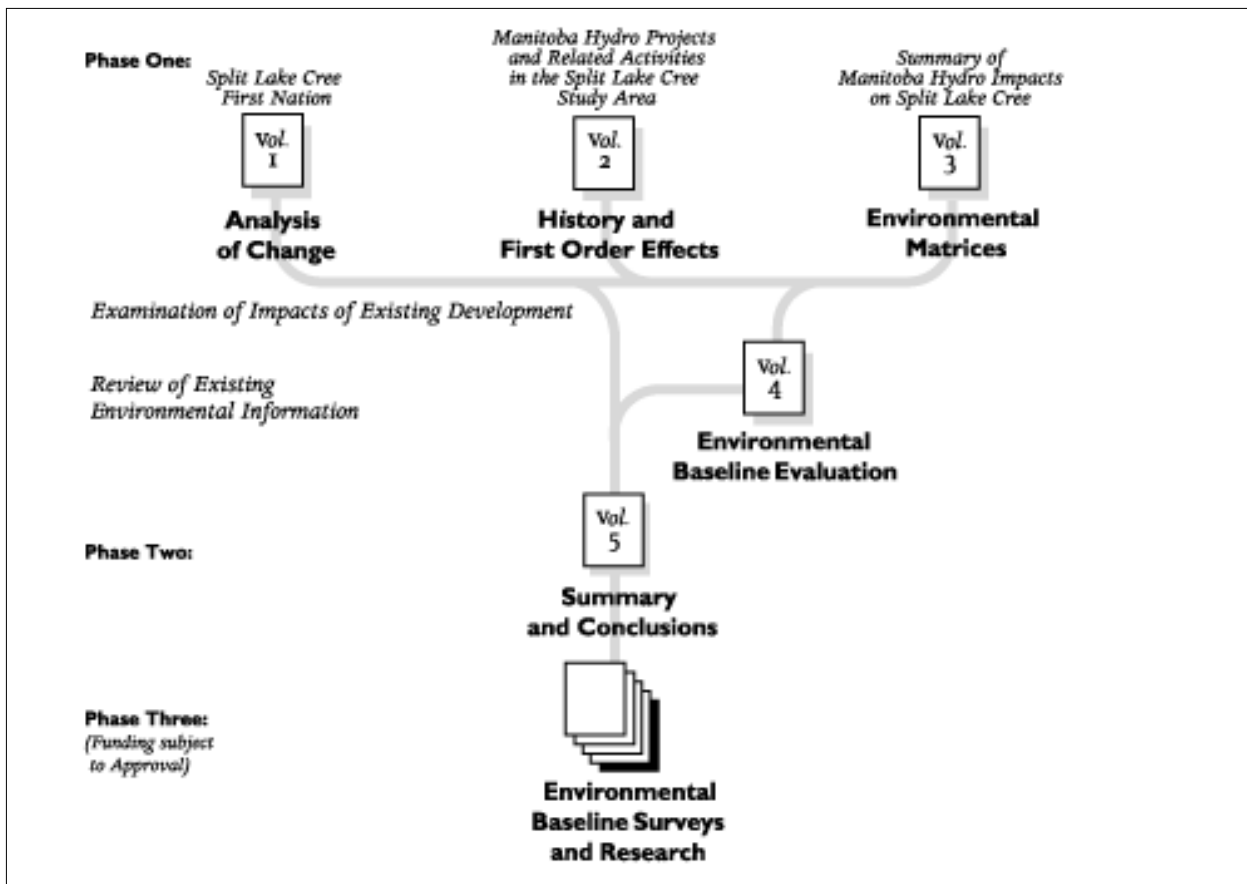 Phase One:
Split Lake Cree
First Nation
Manitoba Hydro Projects
and Related Activities
in the Split Lake Cree
Study Area
Summary of
Manitoba Hydro Impacts
on Split Lake Cree
Vol.
1
Vol.
2
Vol.
3
Analysis
of Change
History and
First Order Effects
Environmental
Matrices
Examination of Impacts of Existing Development
Review of Existing
Environmental Information
Vol.
4
Environmental
Baseline Evaluation
Phase Two:
Vol.
5
Summary
and Conclusions
Phase Three:
(Funding subject
to Approval)
Environmental
Baseline Surveys
and Research